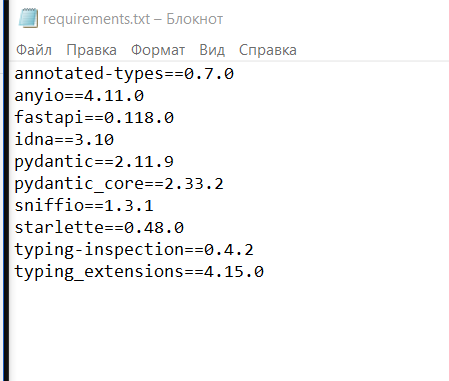 requirements.txt – Блокнот
Файл Правка Формат Вид Справка
annotated-types==0.7.0
anyio==4.11.0
fastapi==0.118.0
idna==3.10
pydantic==2.11.9
pydantic_core==2.33.2
sniffio==1.3.1
starlette==0.48.0
typing-inspection==0.4.2
typing_extensions==4.15.0